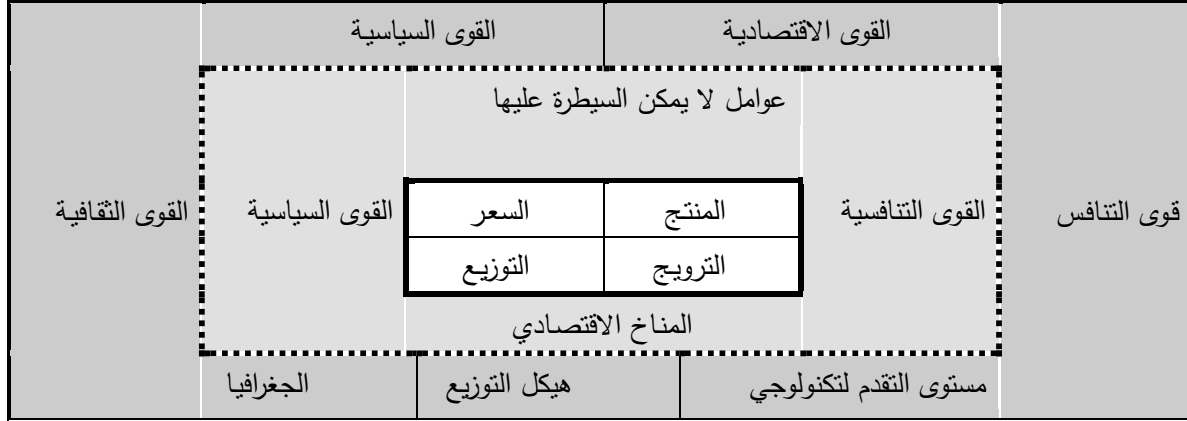 القوى الاقتصادية
القوى السياسية
عوامل لا يمكن السيطرة عليها
قوى التنافس
القوى التنافسية
المنتج
السعر
القوى السياسية
القوى الثقافية
الترويج
التوزيع
المناخ الاقتصادي
مستوى التقدم لتكنولوجي
هيكل التوزيع
الجغرافيا